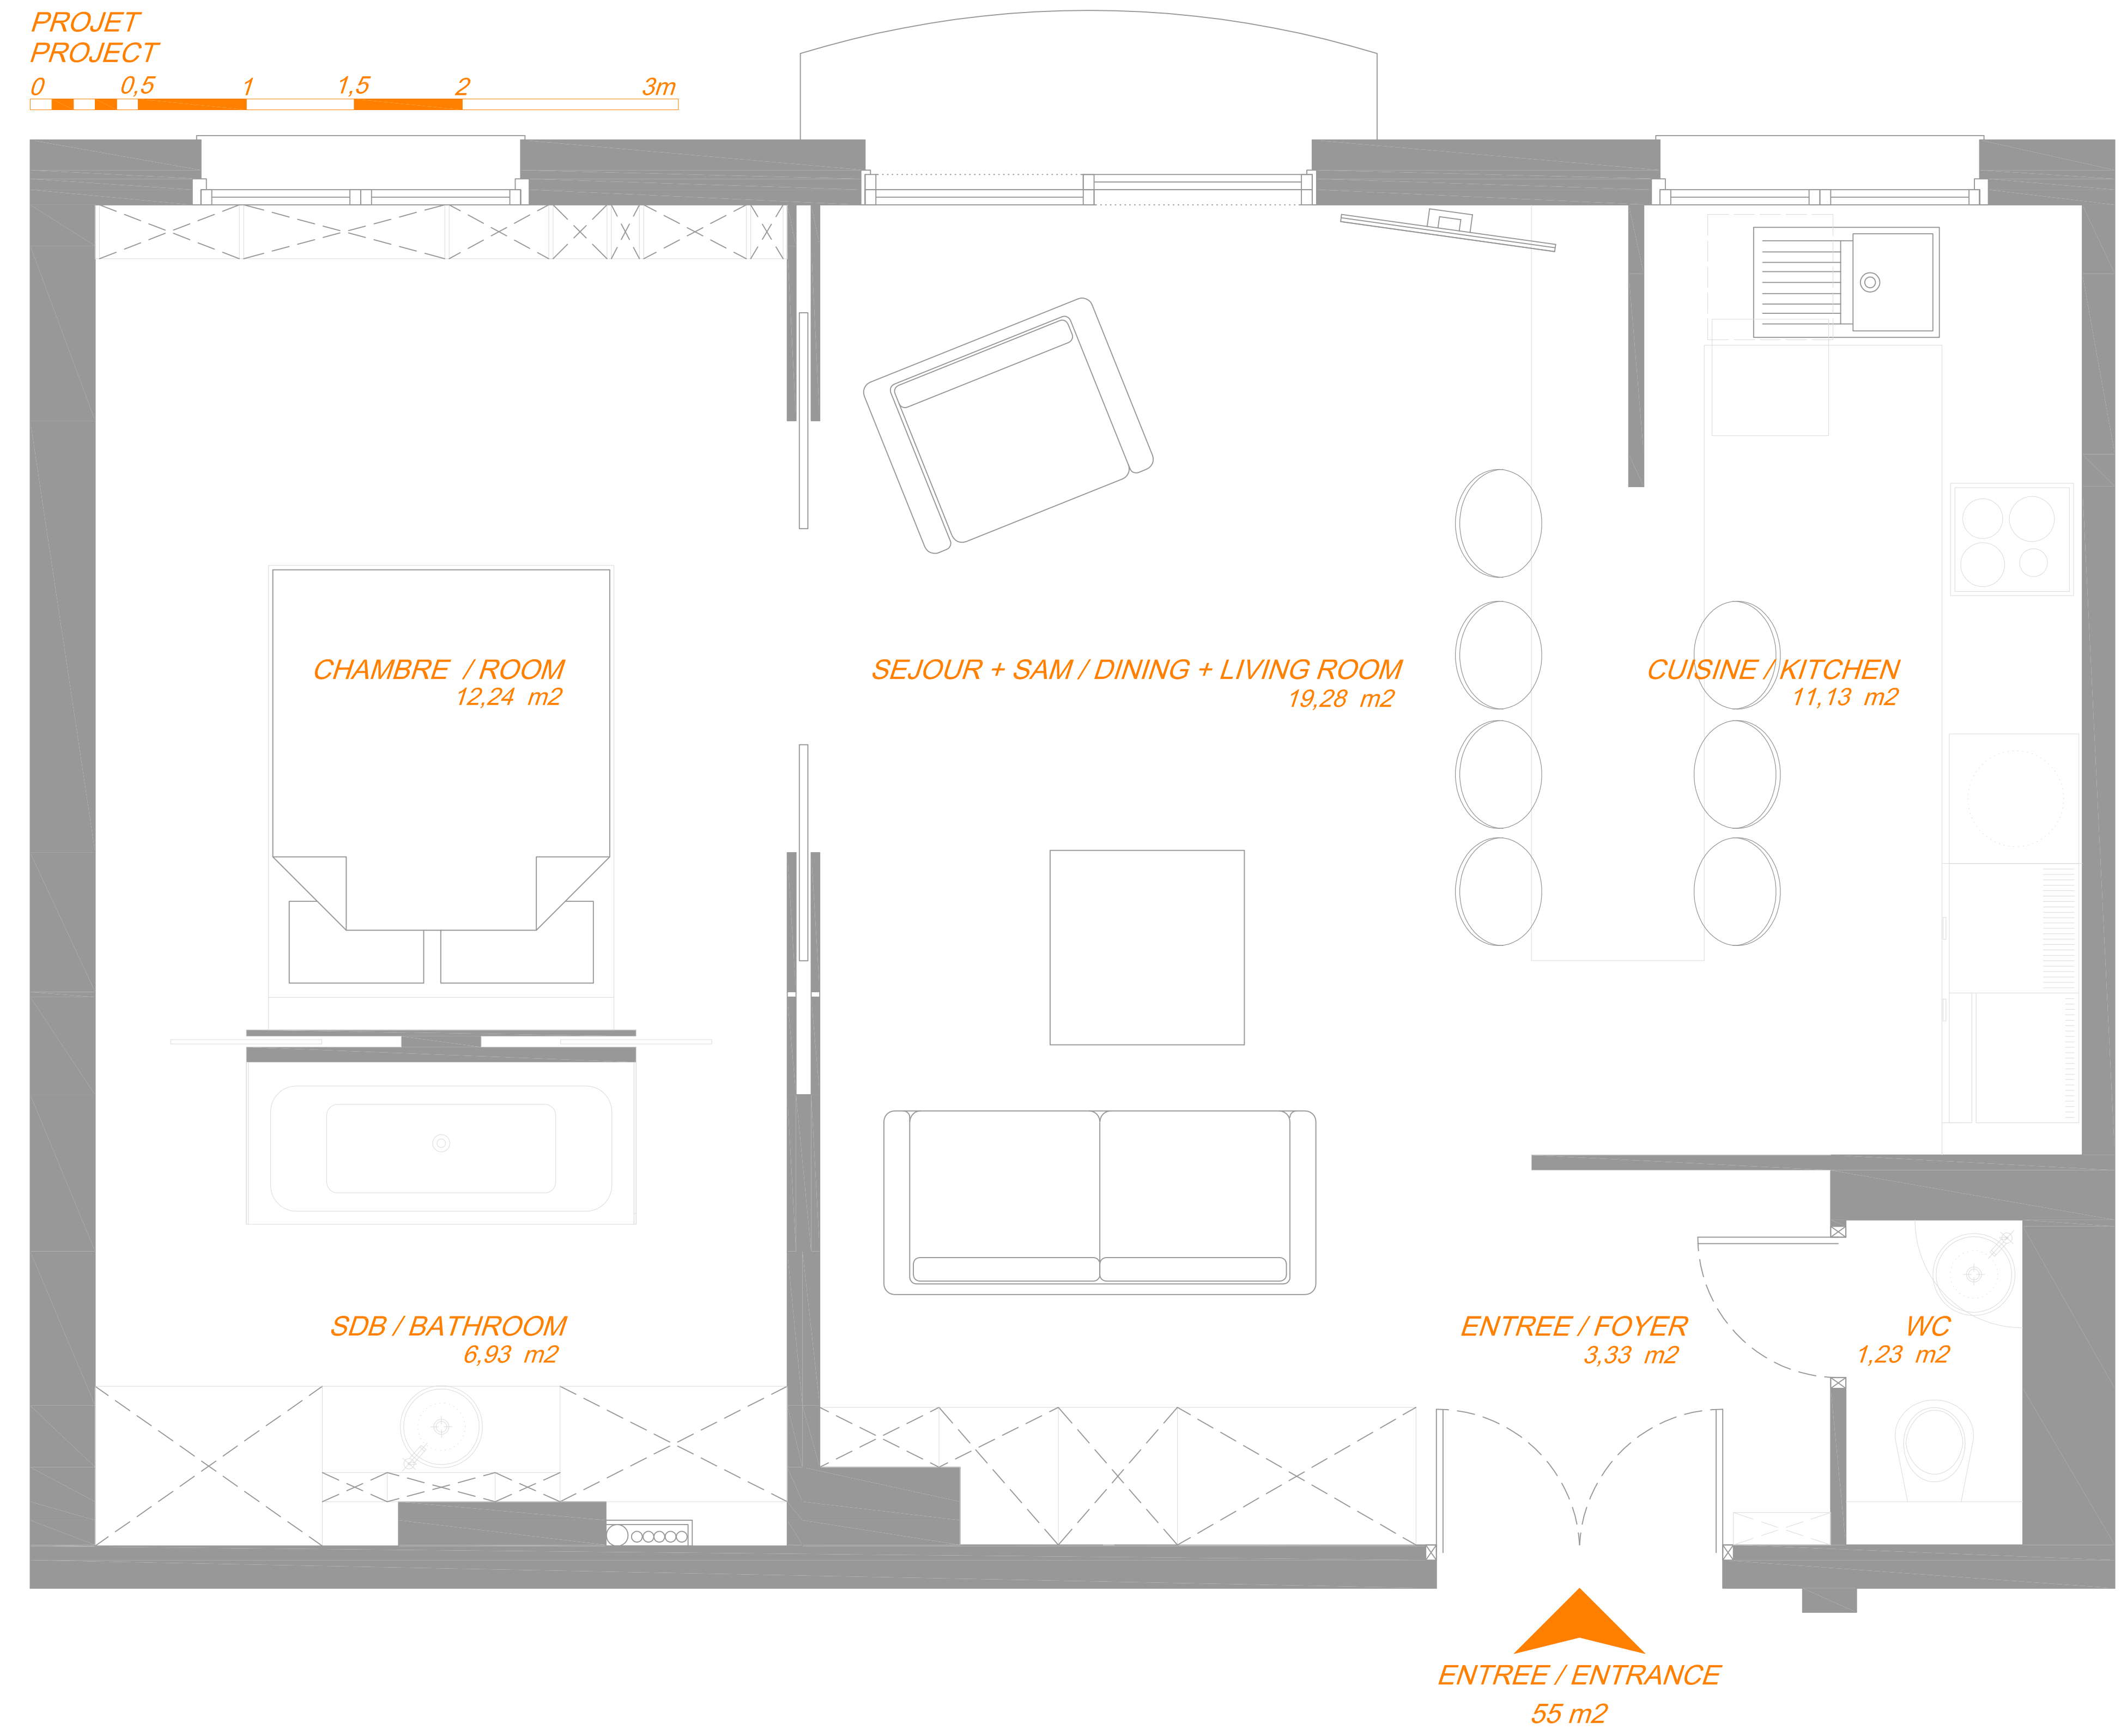 PROJET
PROJECT
0 0,5 1 1,5 2 3m
CHAMBRE / ROOM
12,24 m2
SEJOUR + SAM / DINING + LIVING ROOM
19,28 m2
CUISINE / KITCHEN
11,13 m2
SDB / BATHROOM
6,93 m2
ENTREE / FOYER
3,33 m2
WC
1,23 m2
ENTREE / ENTRANCE
55 m2